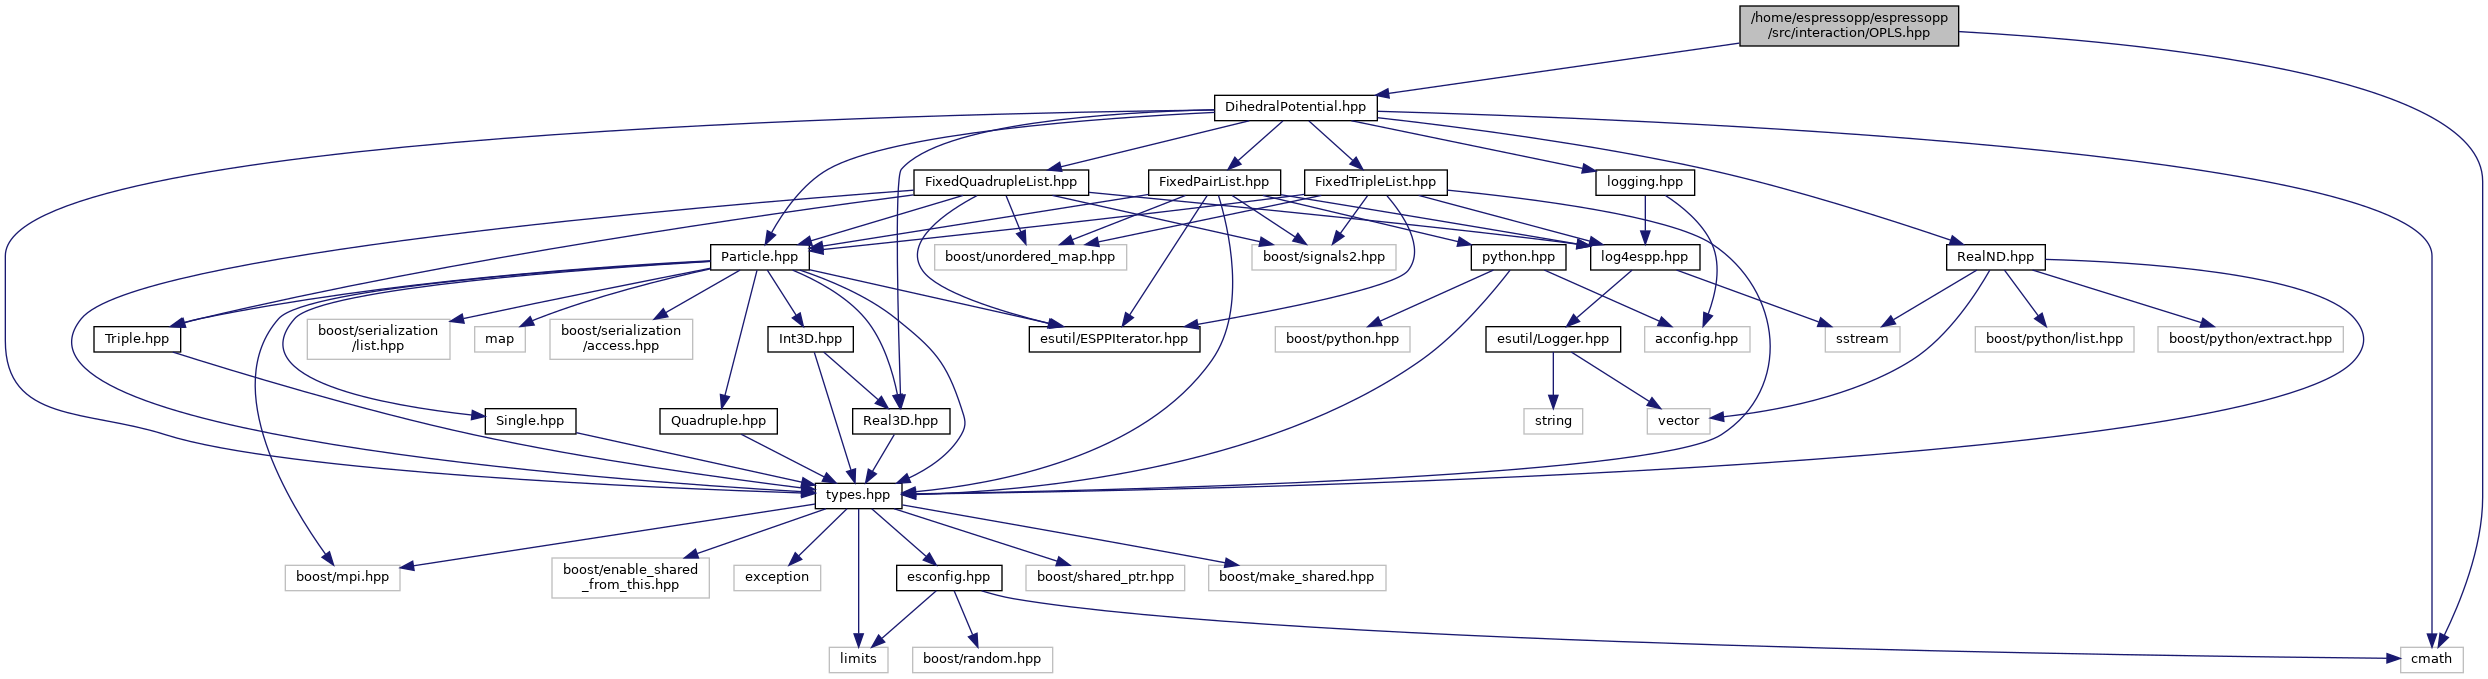 /home/espressopp/espressopp
/src/interaction/OPLS.hpp
DihedralPotential.hpp
FixedQuadrupleList.hpp
FixedPairList.hpp
FixedTripleList.hpp
logging.hpp
Particle.hpp
boost/unordered_map.hpp
boost/signals2.hpp
python.hpp
log4espp.hpp
RealND.hpp
Triple.hpp
boost/serialization
/list.hpp
map
boost/serialization
/access.hpp
Int3D.hpp
esutil/ESPPIterator.hpp
boost/python.hpp
esutil/Logger.hpp
acconfig.hpp
sstream
boost/python/list.hpp
boost/python/extract.hpp
Single.hpp
Quadruple.hpp
Real3D.hpp
string
vector
types.hpp
boost/mpi.hpp
boost/enable_shared
_from_this.hpp
exception
esconfig.hpp
boost/shared_ptr.hpp
boost/make_shared.hpp
limits
boost/random.hpp
cmath